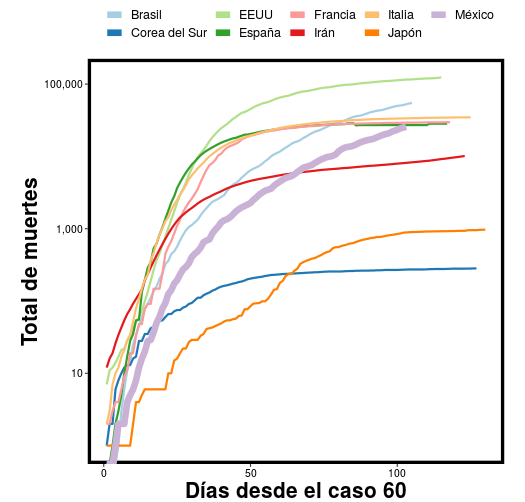 Brasil EEUU Francia Italia México
Corea del Sur España Irán Japón
100,000
1,000
10
Total de muertes
0 50 100
Días desde el caso 60